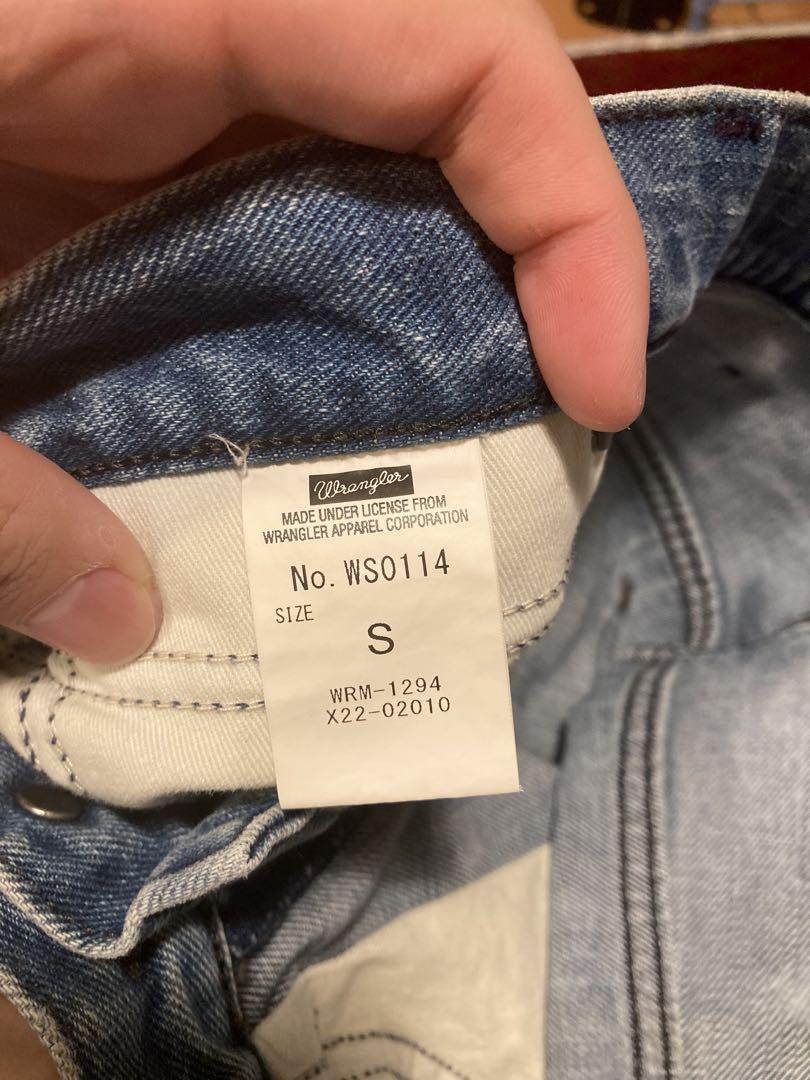 Wrangler
MADE UNDER LICENSE FROM
WRANGLER APPAREL CORPORATION
No. WS0114
SIZE
S
WRM-1294
X22-02010